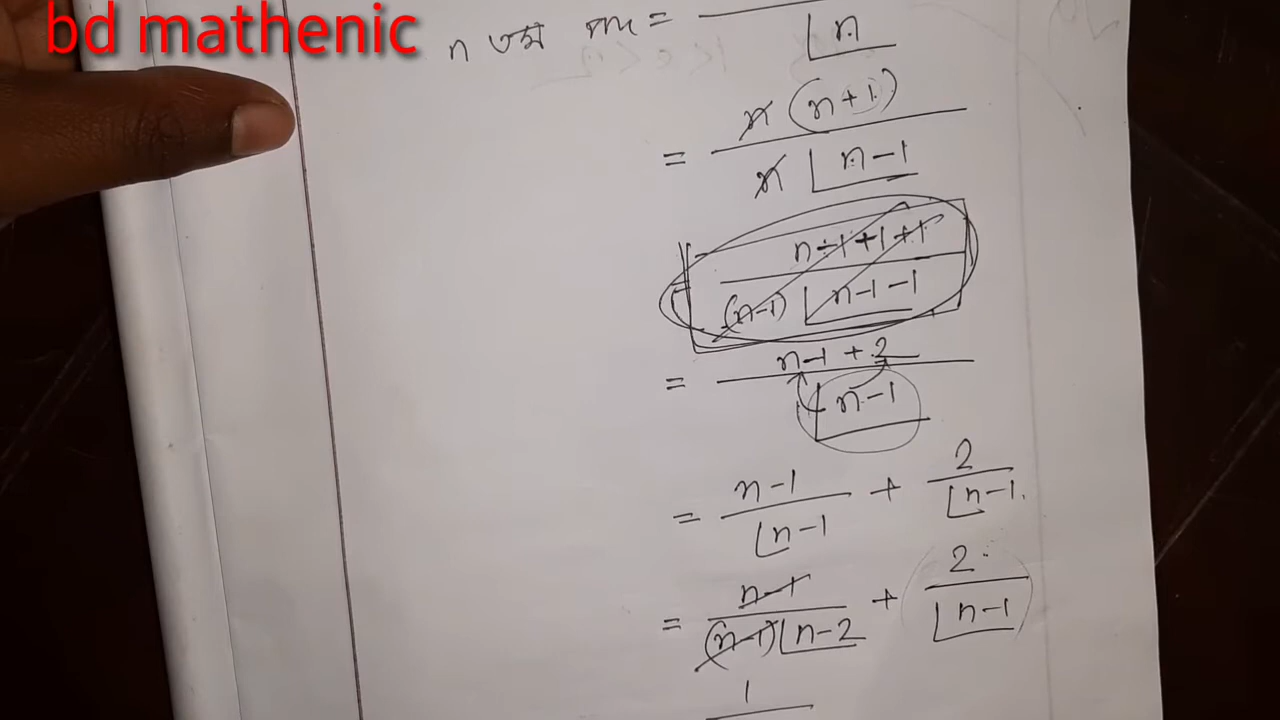 bd mathenic
n তম পদ =
⌊n
n (n+1)
=
n ⌊n-1
n-1+1+1
=
(n-1) ⌊n-1-1
n-1+2
=
⌊n-1
= n-1/⌊n-1 + 2/⌊n-1
= n-1/(n-1)⌊n-2 + 2/⌊n-1
1